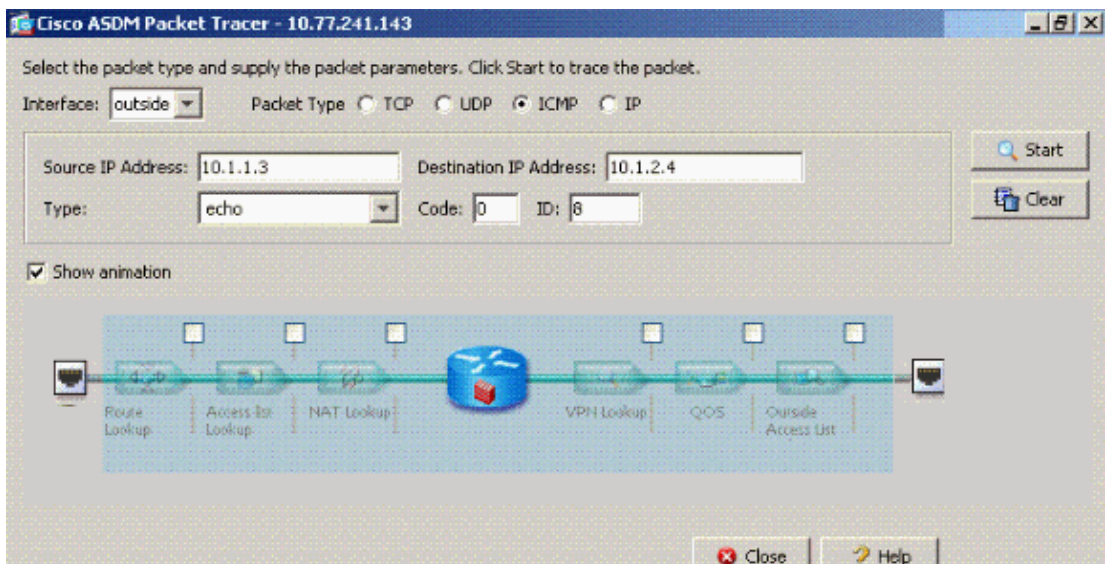 Cisco ASDM Packet Tracer - 10.77.241.143
Select the packet type and supply the packet parameters. Click Start to trace the packet.
Interface: outside Packet Type TCP UDP ICMP IP
Source IP Address: 10.1.1.3 Destination IP Address: 10.1.2.4
Start
Type: echo Code: 0 ID: 8
Clear
Show animation
Route Lookup
Access list Lookup
NAT Lookup
VPN Lookup
QOS
Outside Access List
Close Help